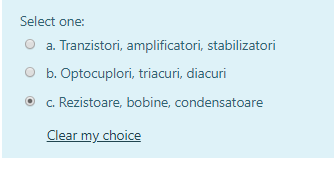 Select one:
a. Tranzistori, amplificatori, stabilizatori
b. Optocuplori, triacuri, diacuri
c. Rezistoare, bobine, condensatoare
Clear my choice